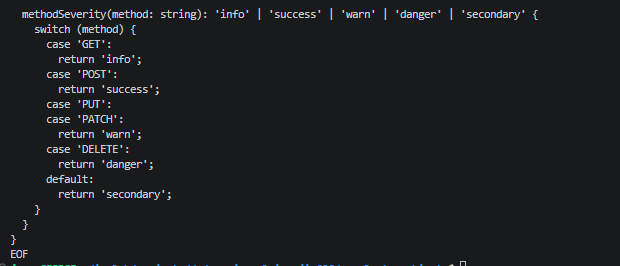 methodSeverity(method: string): 'info' | 'success' | 'warn' | 'danger' | 'secondary' {
    switch (method) {
      case 'GET':
        return 'info';
      case 'POST':
        return 'success';
      case 'PUT':
      case 'PATCH':
        return 'warn';
      case 'DELETE':
        return 'danger';
      default:
        return 'secondary';
    }
  }
}
EOF